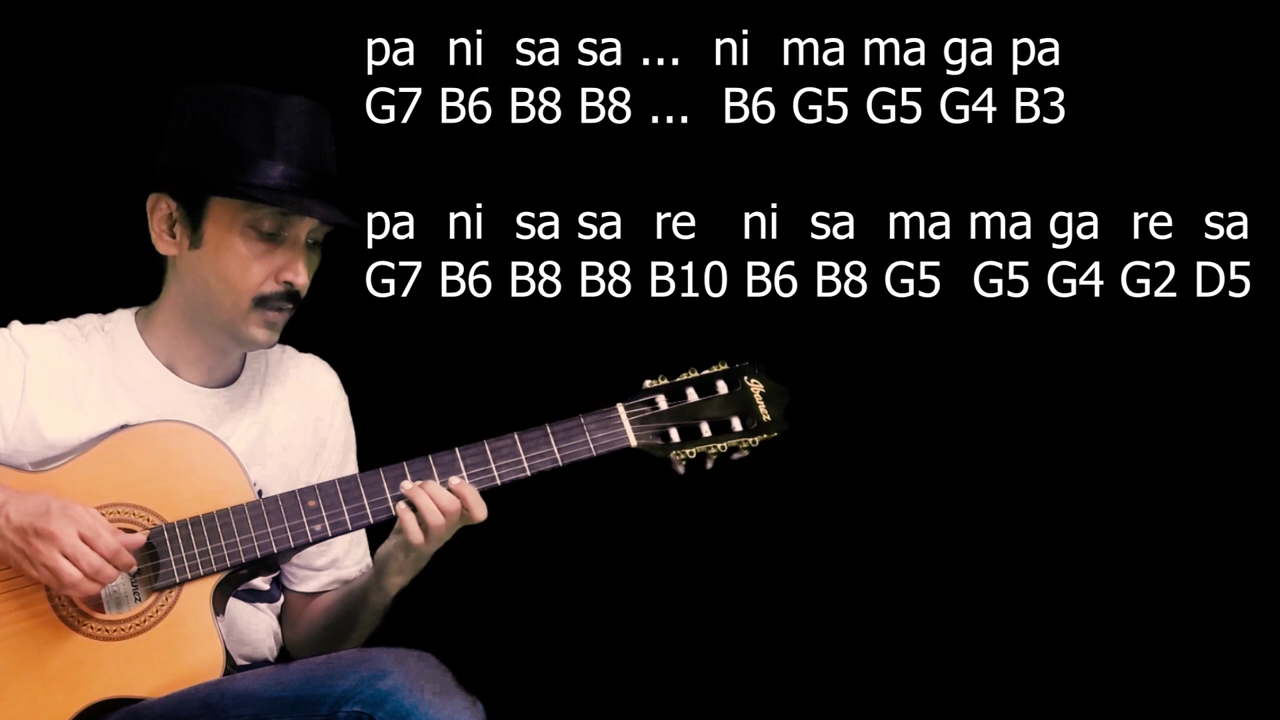 pa ni sa sa ... ni ma ma ga pa
G7 B6 B8 B8 ... B6 G5 G5 G4 B3
pa ni sa sa re ni sa ma ma ga re sa
G7 B6 B8 B8 B10 B6 B8 G5 G5 G4 G2 D5
Ibanez
Ibanez